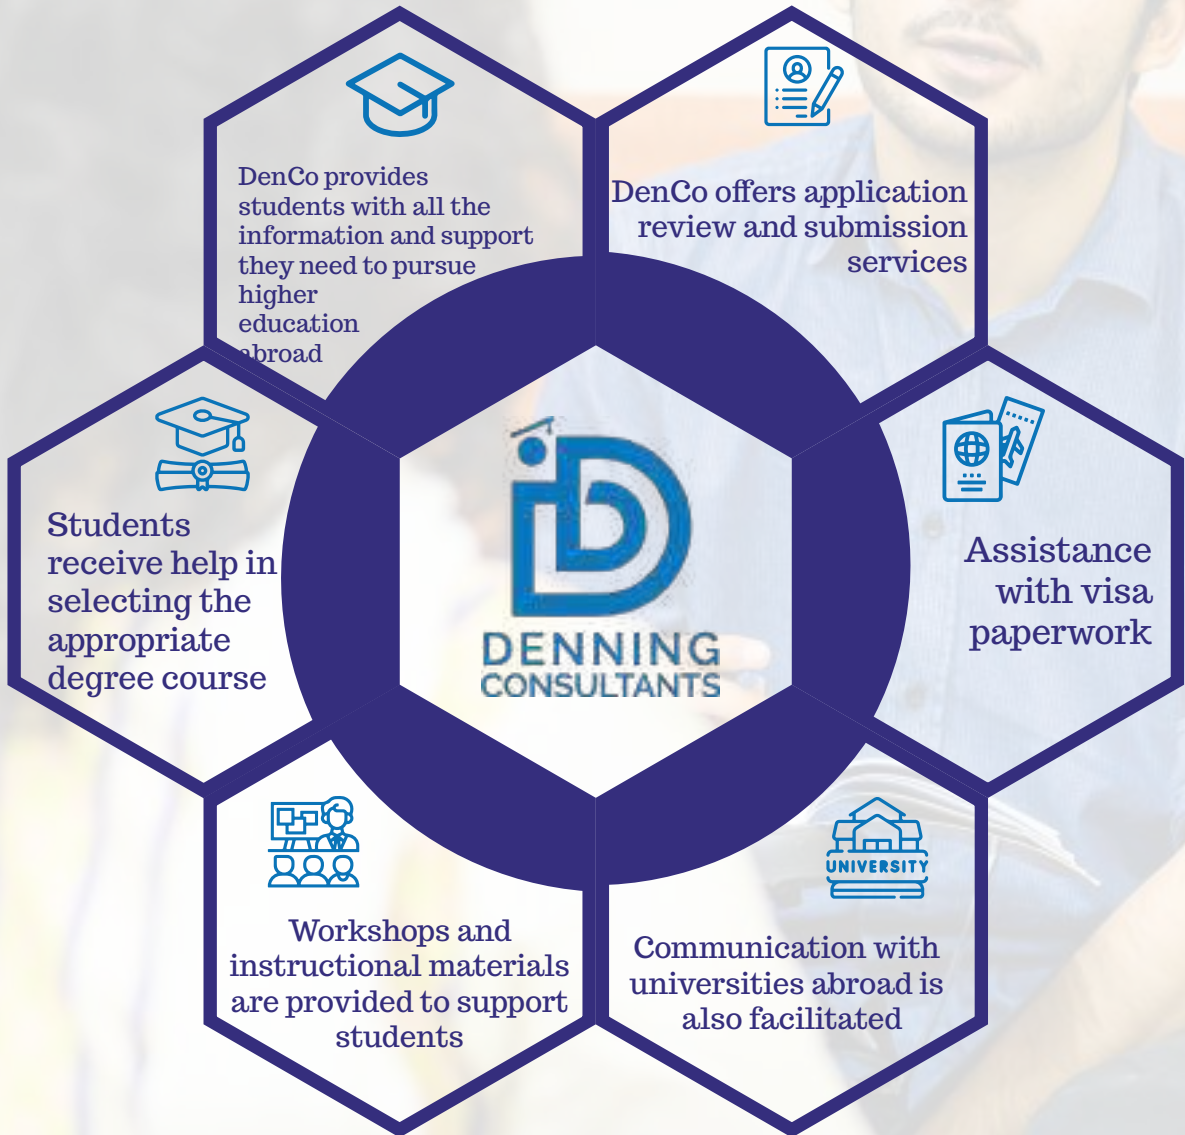 DenCo provides
students with all the
information and support
they need to pursue
higher
education
abroad
DenCo offers application
review and submission
services
Students
receive help in
selecting the
appropriate
degree course
DENNING
CONSULTANTS
Assistance
with visa
paperwork
Workshops and
instructional materials
are provided to support
students
UNIVERSITY
Communication with
universities abroad is
also facilitated